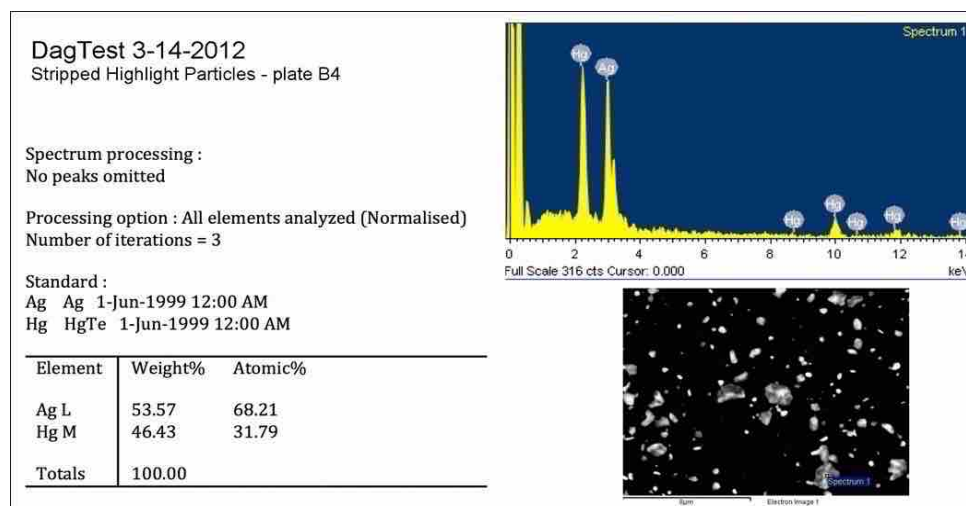 DagTest 3-14-2012
Stripped Highlight Particles - plate B4
Spectrum processing :
No peaks omitted
Processing option : All elements analyzed (Normalised)
Number of iterations = 3
Standard :
Ag Ag 1-Jun-1999 12:00 AM
Hg HgTe 1-Jun-1999 12:00 AM
Element Weight% Atomic%
Ag L 53.57 68.21
Hg M 46.43 31.79
Totals 100.00
Spectrum 1
Hg Ag
Hg Hg Hg Hg Hg
0 2 4 6 8 10 12 14
Full Scale 316 cts Cursor: 0.000 keV
Spectrum 1
Electron Image 1